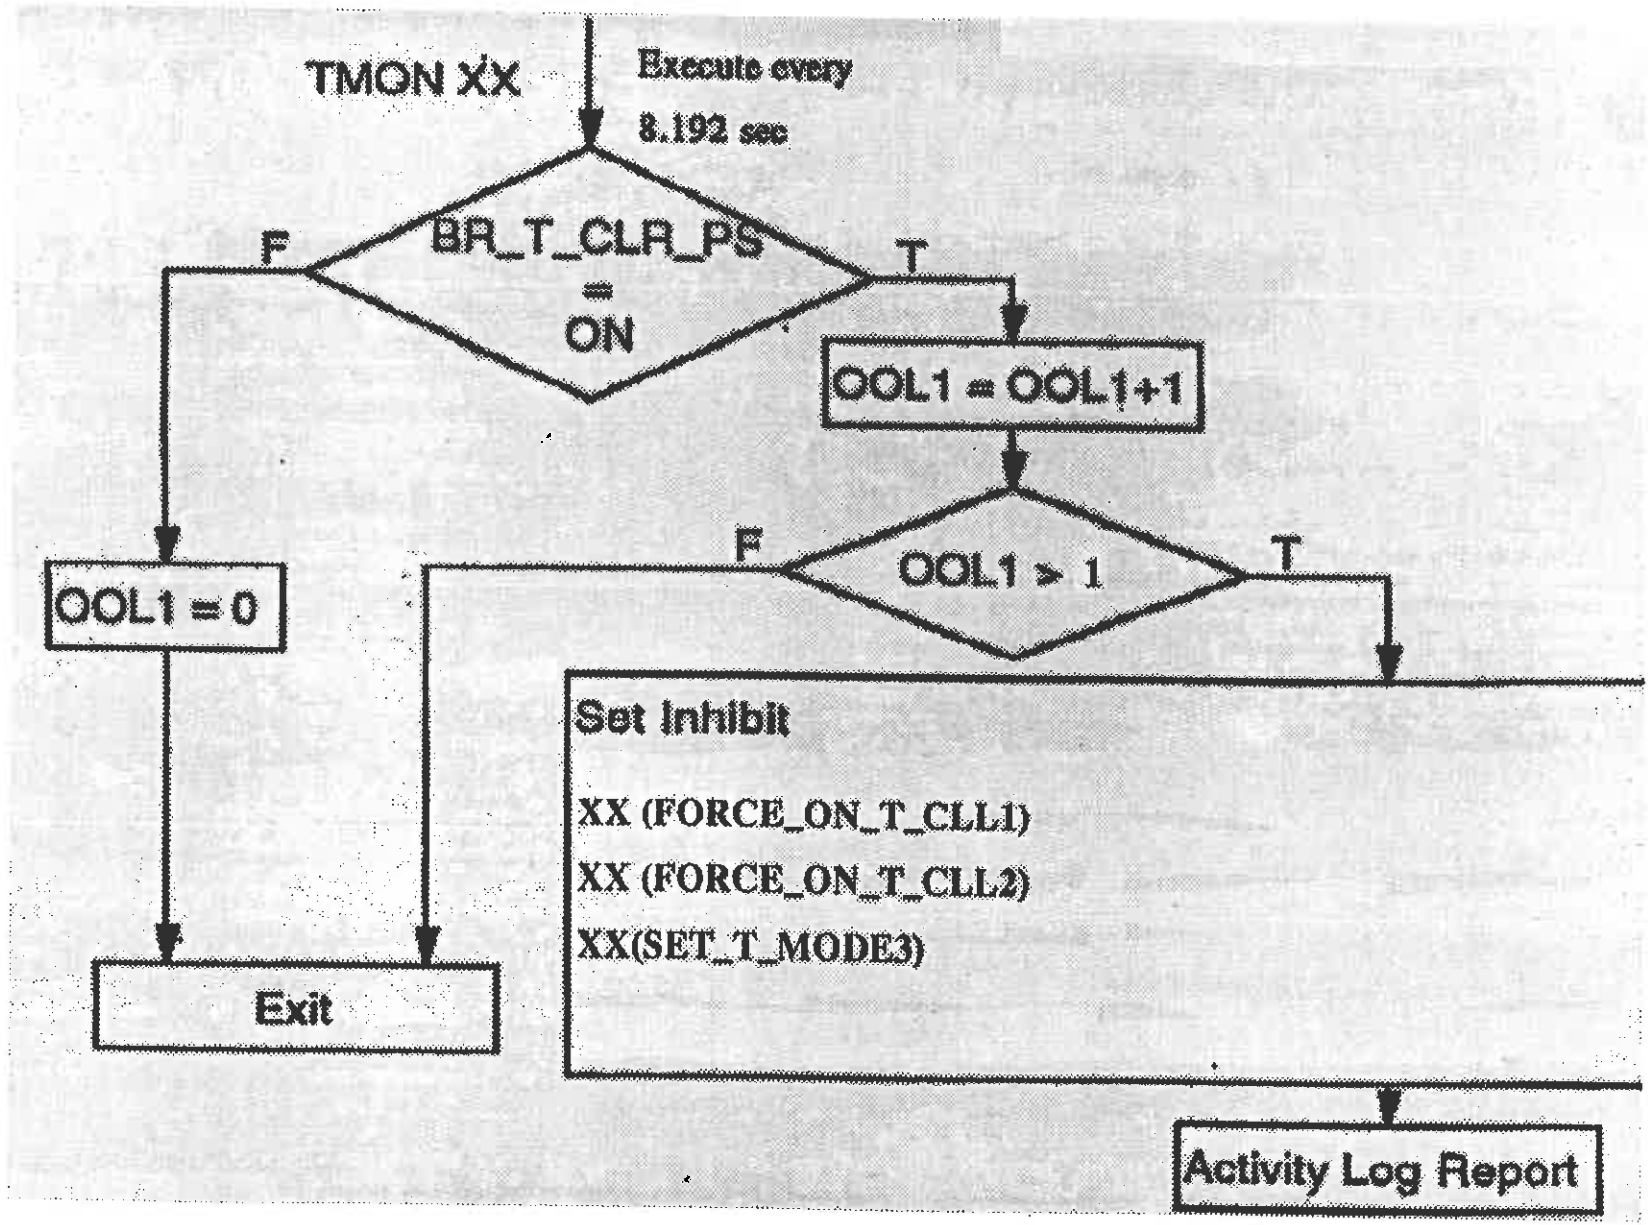 TMON XX
Execute every
8.192 sec
F
BR_T_CLR_PS
=
ON
T
OOL1 = OOL1+1
F
OOL1 > 1
T
OOL1 = 0
Set Inhibit
XX (FORCE_ON_T_CLL1)
XX (FORCE_ON_T_CLL2)
XX(SET_T_MODE3)
Exit
Activity Log Report